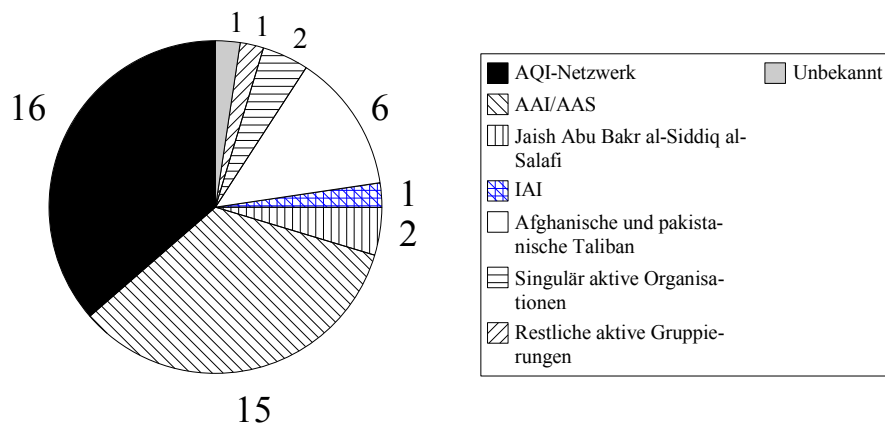 1
1
2
6
1
2
15
16
AQI-Netzwerk
AAI/AAS
Jaish Abu Bakr al-Siddiq al-
Salafi
IAI
Afghanische und pakista-
nische Taliban
Singulär aktive Organisa-
tionen
Restliche aktive Gruppie-
rungen
Unbekannt